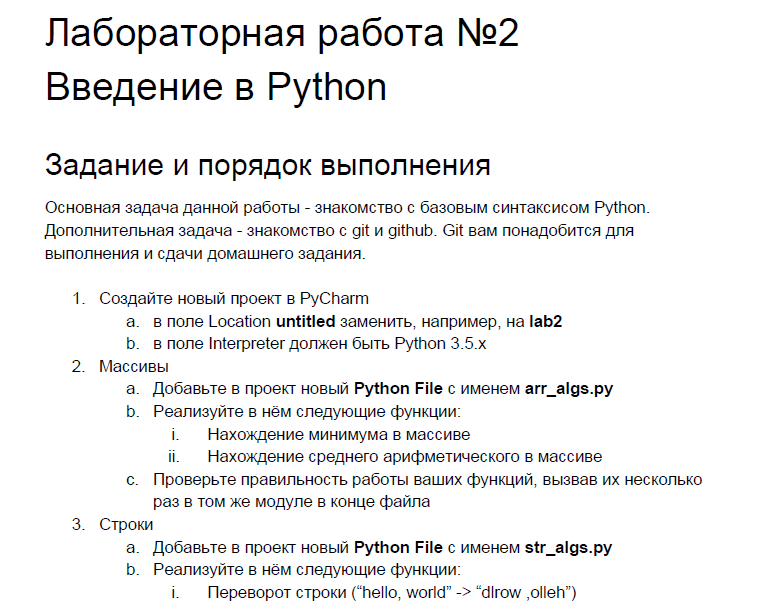 Лабораторная работа №2
Введение в Python
Задание и порядок выполнения
Основная задача данной работы - знакомство с базовым синтаксисом Python.
Дополнительная задача - знакомство с git и github. Git вам понадобится для
выполнения и сдачи домашнего задания.
1. Создайте новый проект в PyCharm
a. в поле Location untitled заменить, например, на lab2
b. в поле Interpreter должен быть Python 3.5.x
2. Массивы
a. Добавьте в проект новый Python File с именем arr_algs.py
b. Реализуйте в нём следующие функции:
i. Нахождение минимума в массиве
ii. Нахождение среднего арифметического в массиве
c. Проверьте правильность работы ваших функций, вызвав их несколько
раз в том же модуле в конце файла
3. Строки
a. Добавьте в проект новый Python File с именем str_algs.py
b. Реализуйте в нём следующие функции:
i. Переворот строки (“hello, world” -> “dlrow ,olleh”)